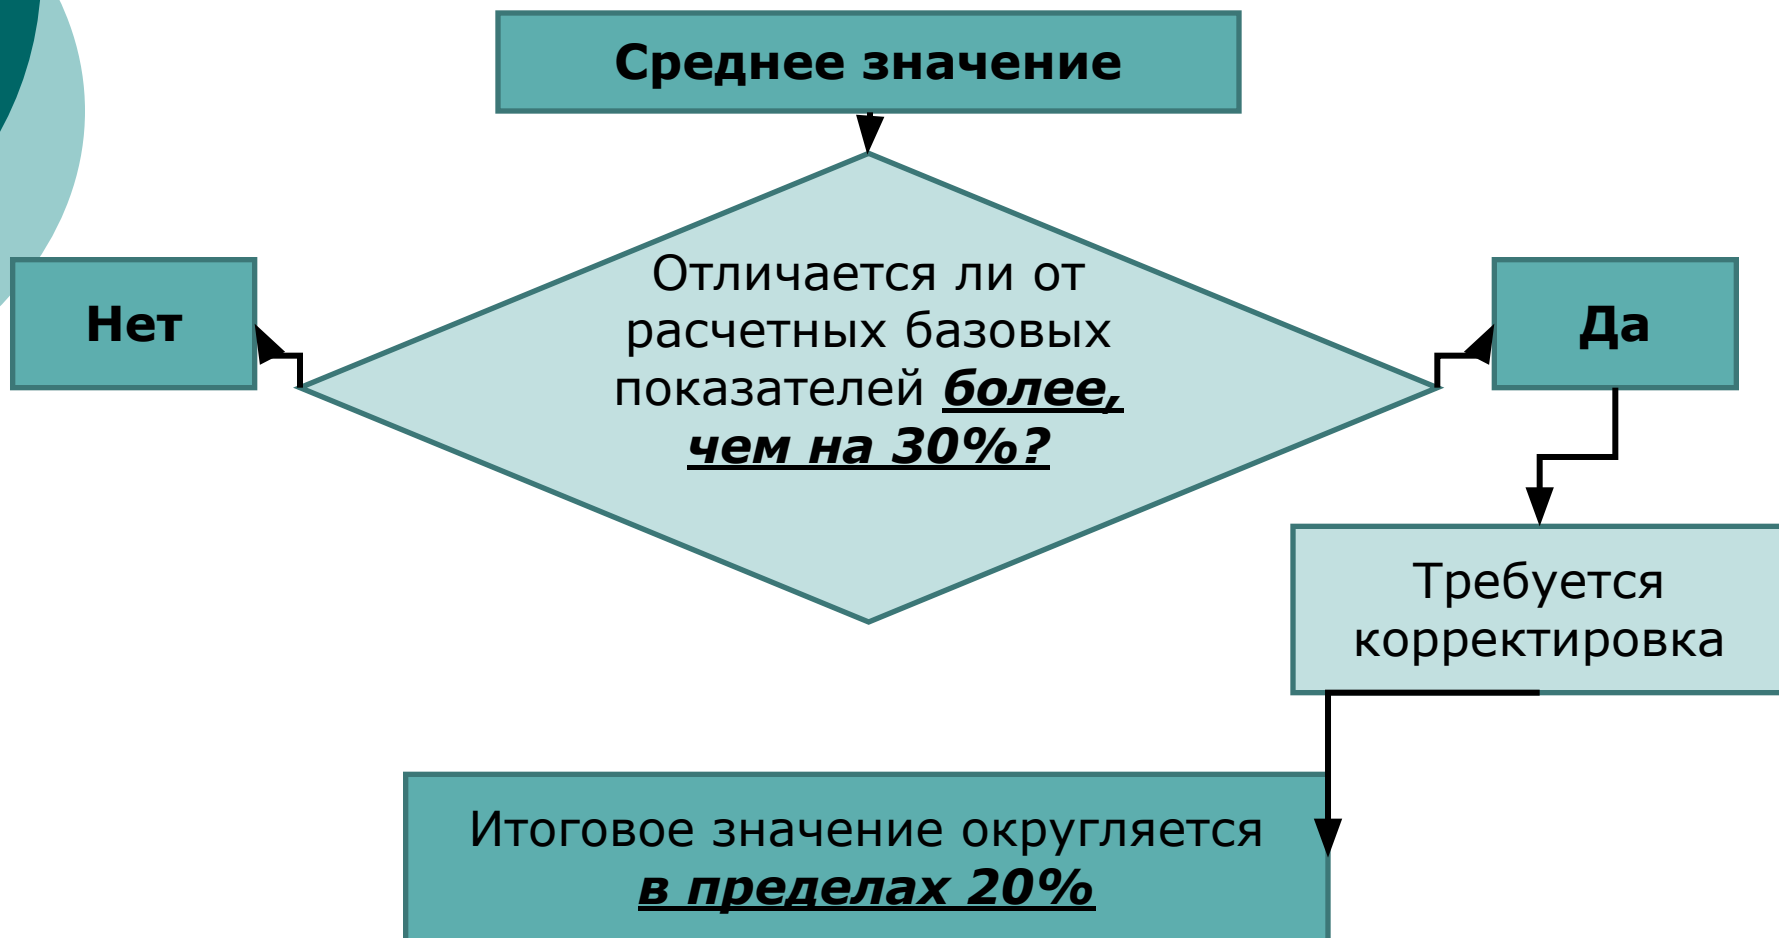 Среднее значение
Отличается ли от
расчетных базовых
показателей более,
чем на 30%?
Нет
Да
Требуется
корректировка
Итоговое значение округляется
в пределах 20%